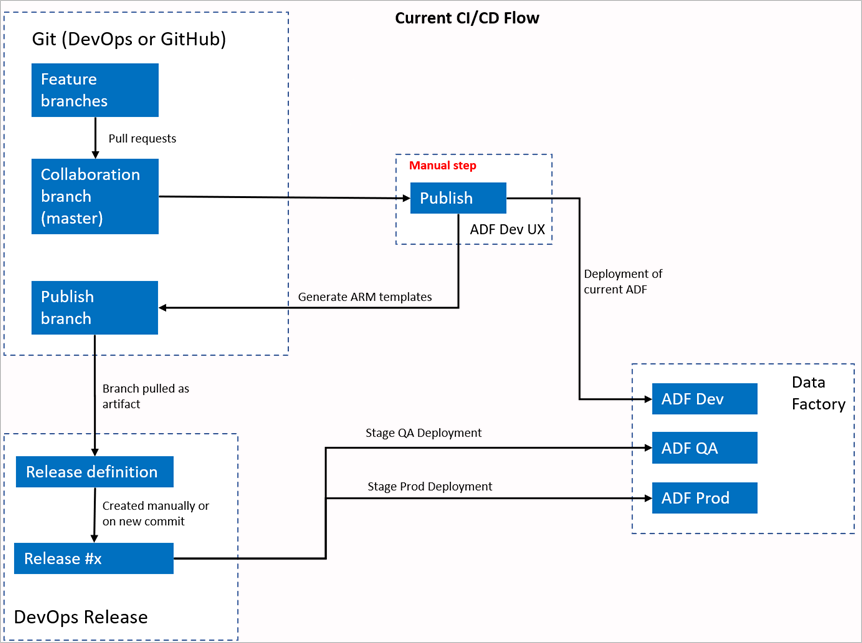 Current CI/CD Flow
Git (DevOps or GitHub)
Feature
branches
Pull requests
Collaboration
branch
(master)
Manual step
Publish
ADF Dev UX
Deployment of
current ADF
Generate ARM templates
Publish
branch
Branch pulled as
artifact
Data
Factory
ADF Dev
ADF QA
ADF Prod
Stage QA Deployment
Stage Prod Deployment
Release definition
Created manually or
on new commit
Release #x
DevOps Release